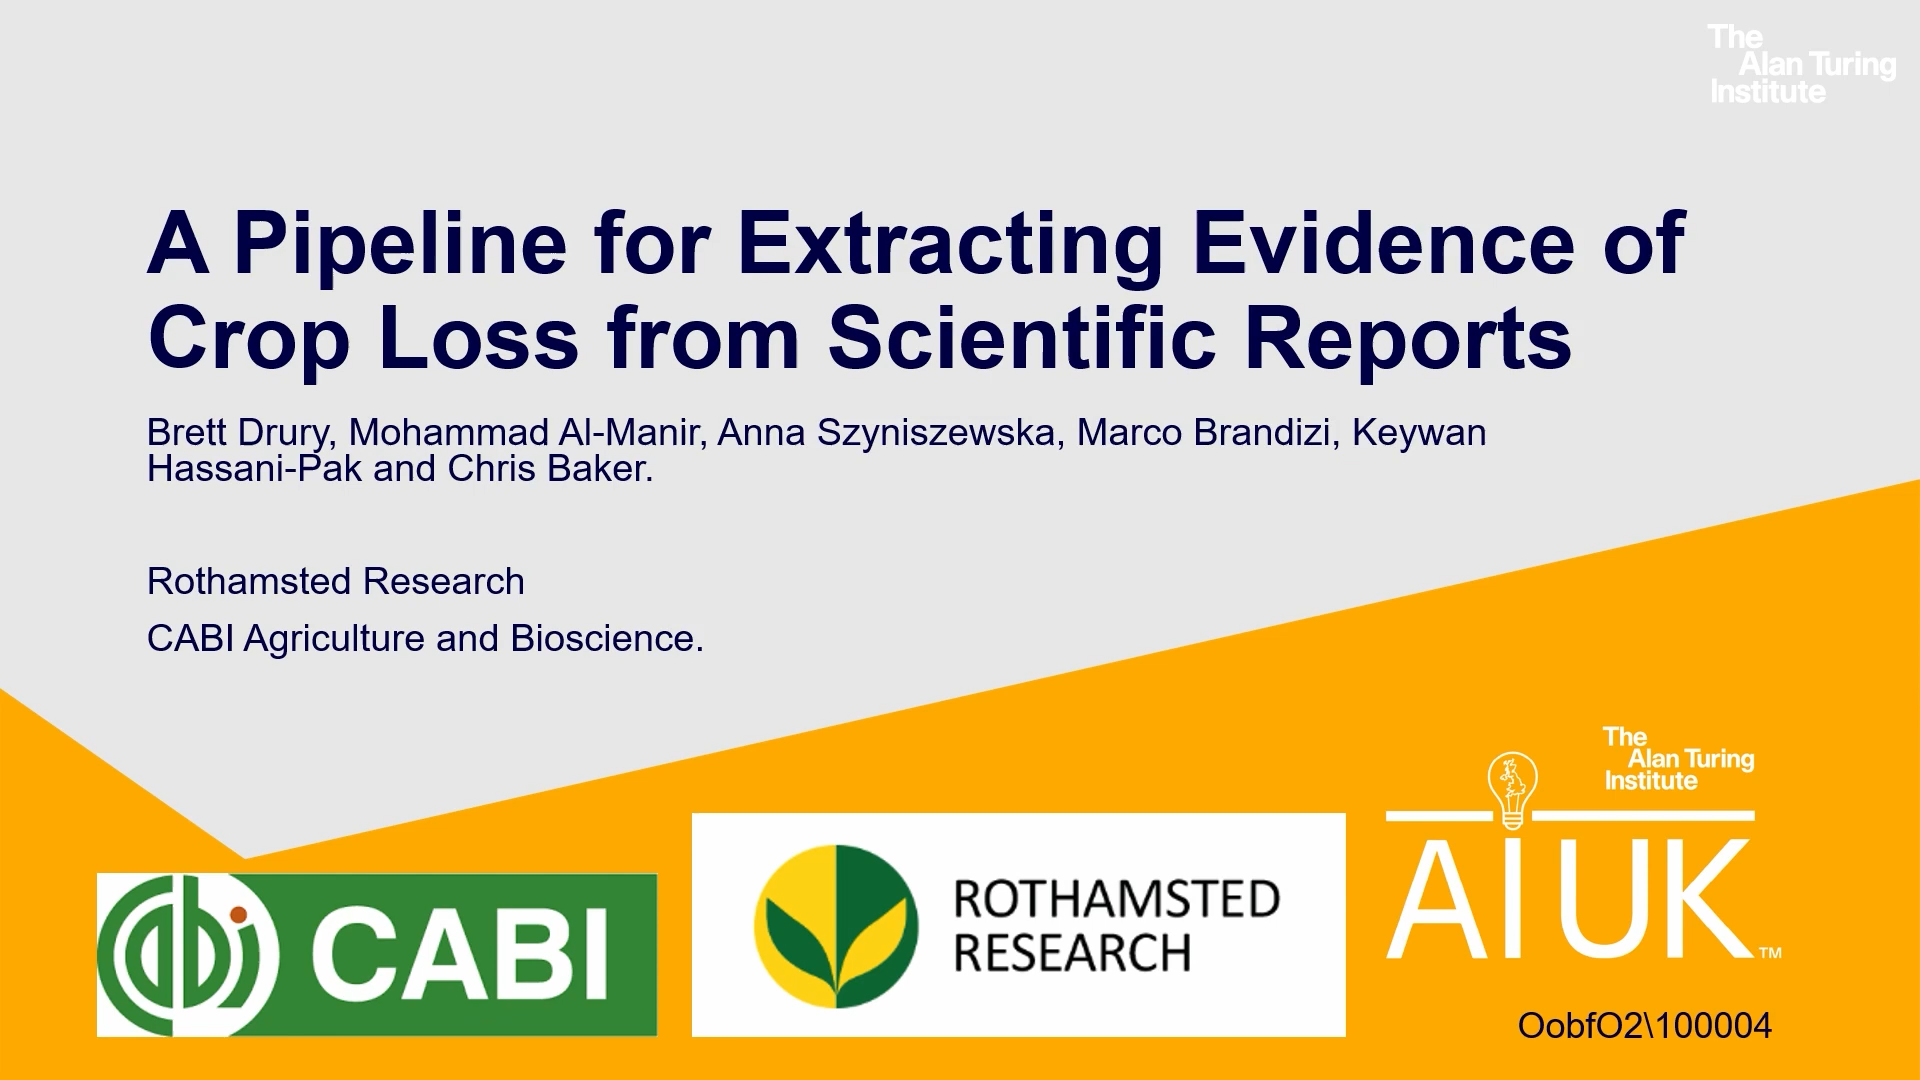 The
Alan Turing
Institute
A Pipeline for Extracting Evidence of
Crop Loss from Scientific Reports
Brett Drury, Mohammad Al-Manir, Anna Szyniszewska, Marco Brandizi, Keywan
Hassani-Pak and Chris Baker.
Rothamsted Research
CABI Agriculture and Bioscience.
CABI
ROTHAMSTED
RESEARCH
The
Alan Turing
Institute
AI UK™
OobfO2\100004